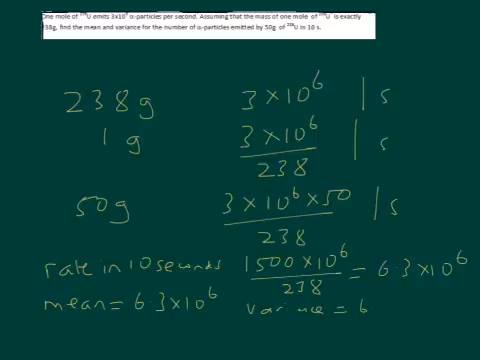 One mole of ²³⁸U emits 3x10⁶ α-particles per second. Assuming that the mass of one mole of ²³⁸U is exactly
238g, find the mean and variance for the number of α-particles emitted by 50g of ²³⁸U in 10 s.
238g 3×10⁶ | s
1g 3×10⁶/238 | s
50g 3×10⁶×50/238 | s
rate in 10 seconds 1500×10⁶/238 = 6.3×10⁶
mean = 6.3×10⁶ variance = 6